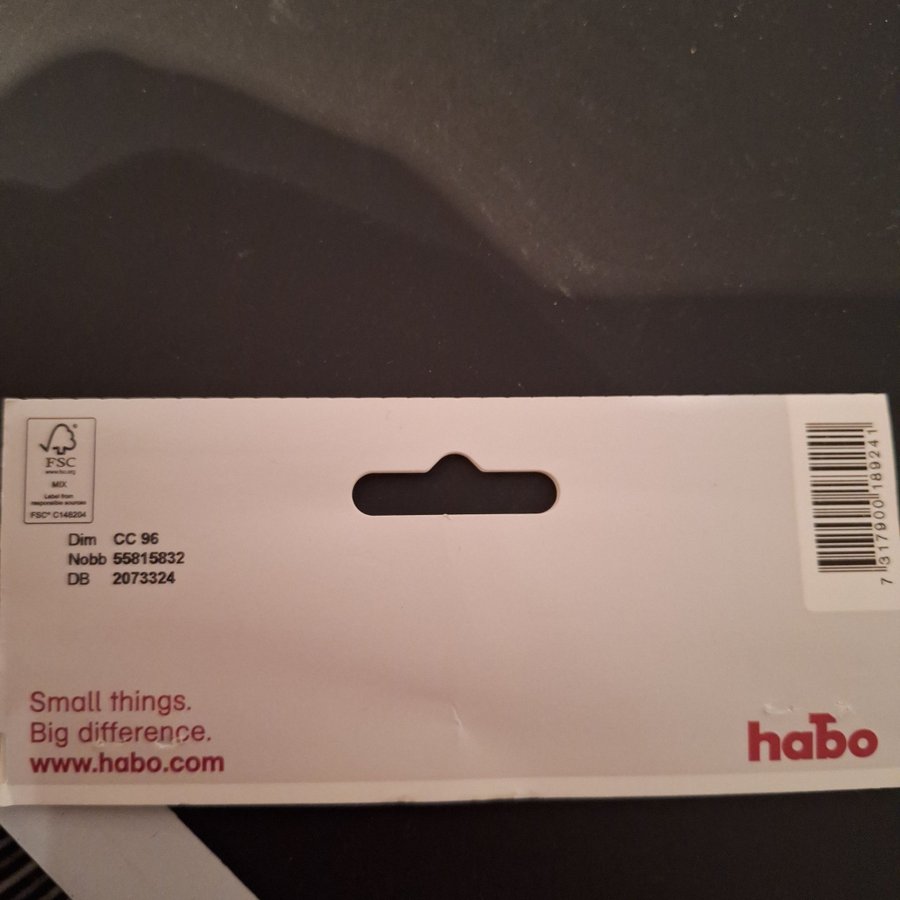 FSC
www.fsc.org
MIX
Label from
responsible sources
FSC® C148204
Dim CC 96
Nobb 55815832
DB 2073324
Small things.
Big difference.
www.habo.com
7 317900 189241
habo